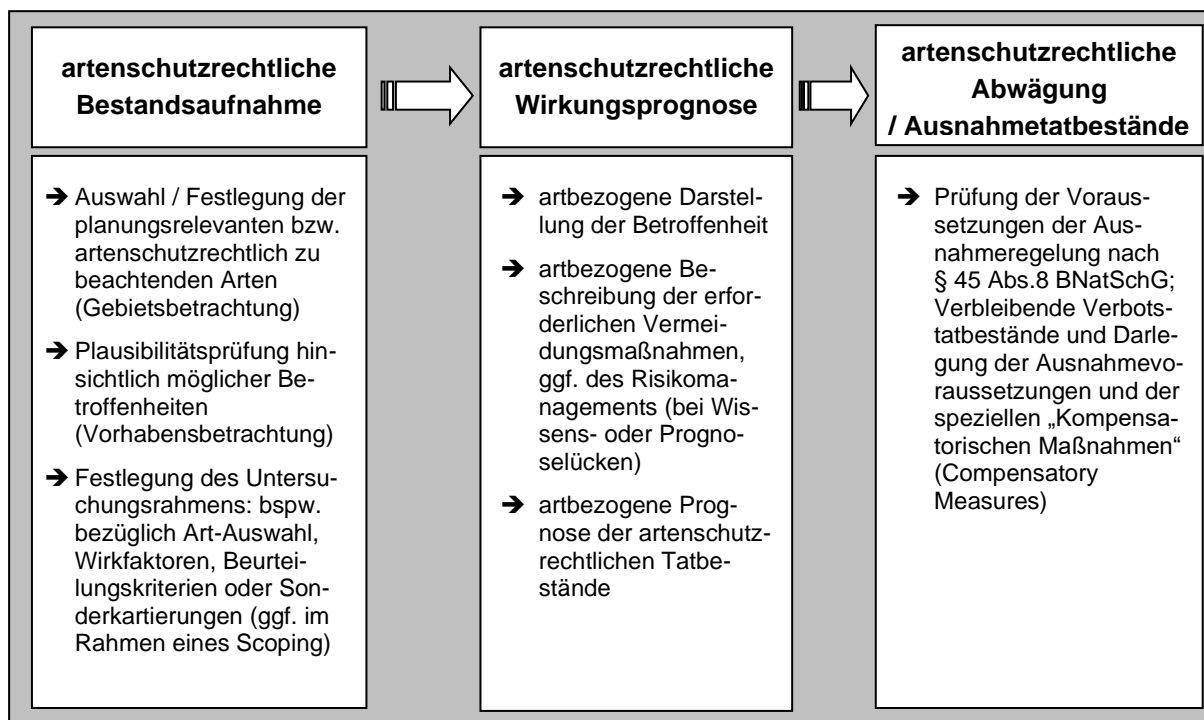 artenschutzrechtliche
Bestandsaufnahme
➔ Auswahl / Festlegung der
planungsrelevanten bzw.
artenschutzrechtlich zu
beachtenden Arten
(Gebietsbetrachtung)
➔ Plausibilitätsprüfung hin-
sichtlich möglicher Be-
troffenheiten
(Vorhabensbetrachtung)
➔ Festlegung des Untersu-
chungsrahmens: bspw.
bezüglich Art-Auswahl,
Wirkfaktoren, Beurtei-
lungskriterien oder Son-
derkartierungen (ggf. im
Rahmen eines Scoping)
artenschutzrechtliche
Wirkungsprognose
➔ artbezogene Darstel-
lung der Betroffenheit
➔ artbezogene Be-
schreibung der erfor-
derlichen Vermei-
dungsmaßnahmen,
ggf. des Risikoma-
nagements (bei Wis-
sens- oder Progno-
selücken)
➔ artbezogene Prog-
nose der artenschutz-
rechtlichen Tatbe-
stände
artenschutzrechtliche
Abwägung
/ Ausnahmetatbestände
➔ Prüfung der Voraus-
setzungen der Aus-
nahmeregelung nach
§ 45 Abs.8 BNatSchG;
Verbleibende Verbots-
tatbestände und Darle-
gung der Ausnahmevo-
raussetzungen und der
speziellen „Kompensa-
torischen Maßnahmen“
(Compensatory
Measures)